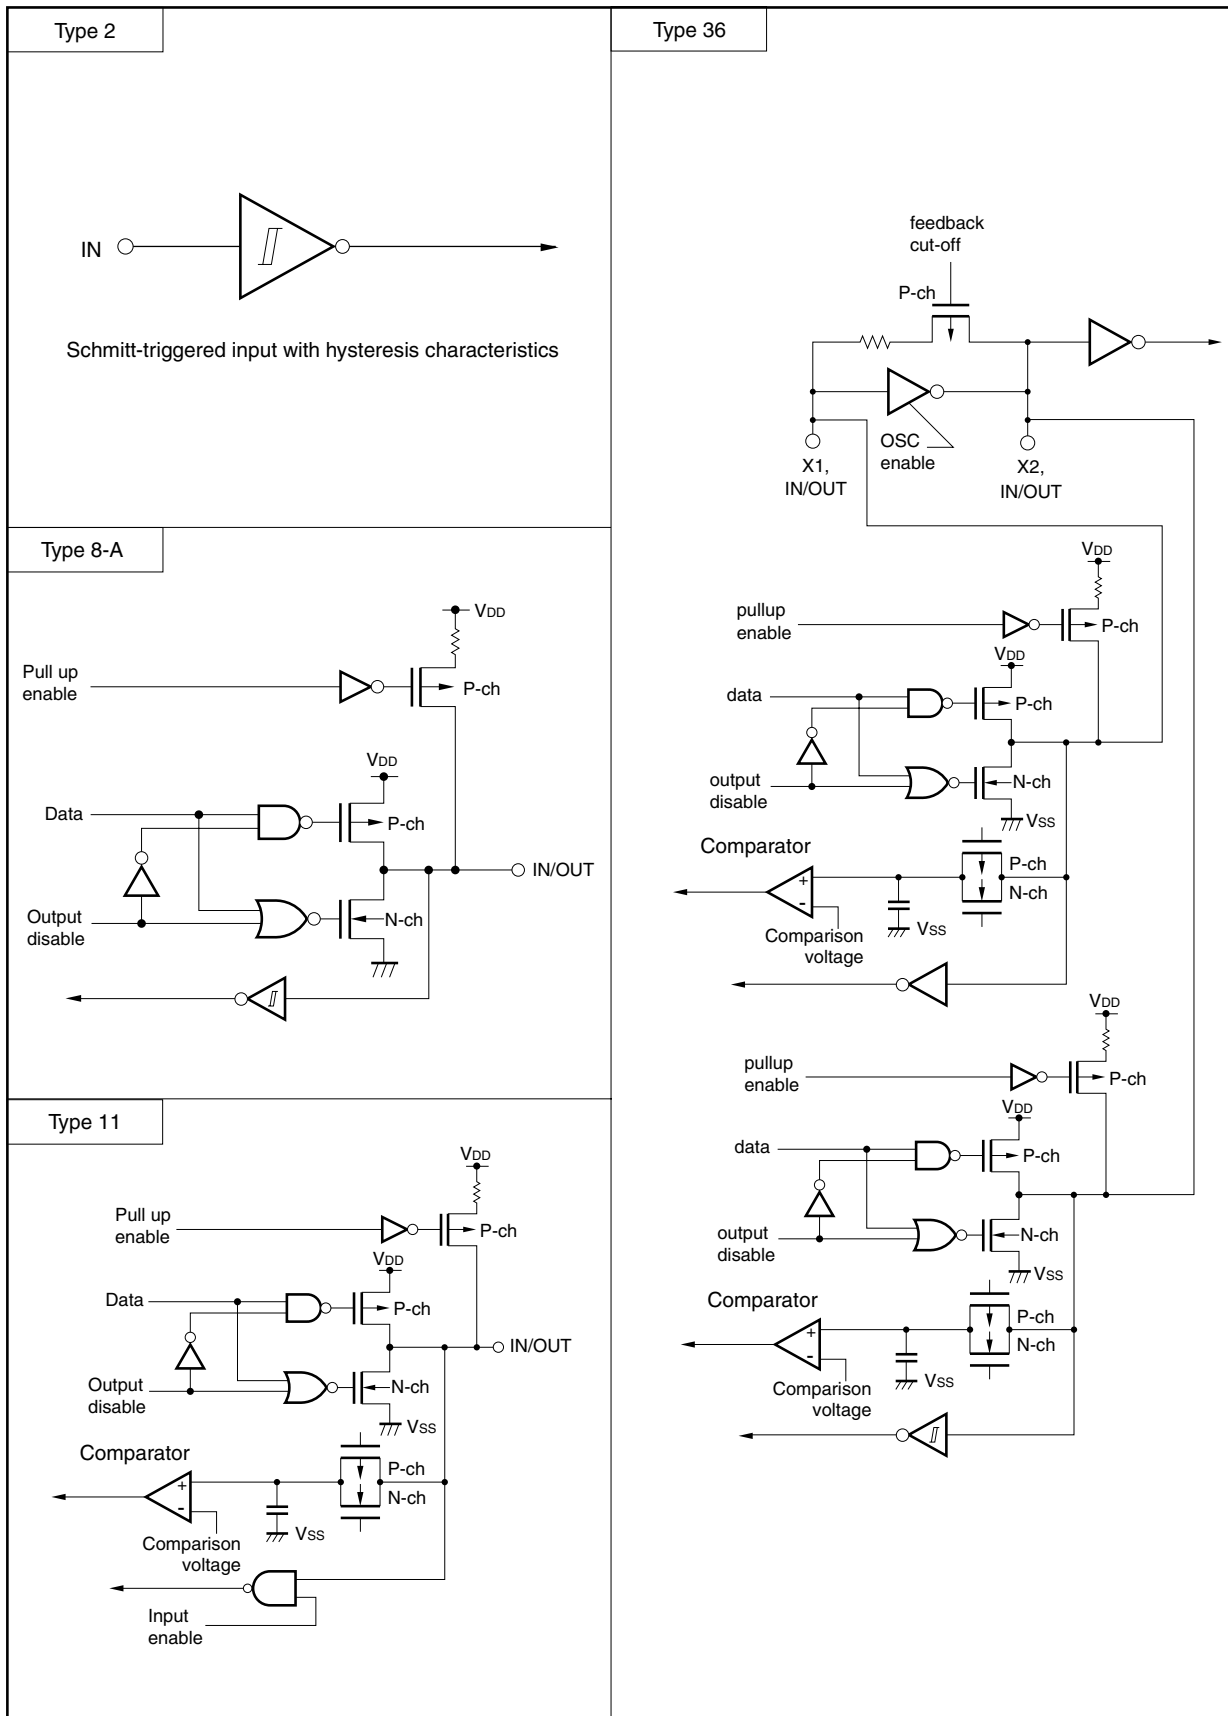 Type 2
IN
Schmitt-triggered input with hysteresis characteristics
Type 8-A
VDD
Pull up
enable
P-ch
VDD
Data
P-ch
IN/OUT
Output
disable
N-ch
Type 11
VDD
Pull up
enable
P-ch
VDD
Data
P-ch
IN/OUT
Output
disable
N-ch
VSS
Comparator
P-ch
+
-
N-ch
VSS
Comparison
voltage
Input
enable
Type 36
feedback
cut-off
P-ch
OSC
enable
X1,
IN/OUT
X2,
IN/OUT
VDD
pullup
enable
P-ch
VDD
data
P-ch
output
disable
N-ch
VSS
Comparator
P-ch
+
-
N-ch
VSS
Comparison
voltage
VDD
pullup
enable
P-ch
VDD
data
P-ch
output
disable
N-ch
VSS
Comparator
P-ch
+
-
N-ch
VSS
Comparison
voltage